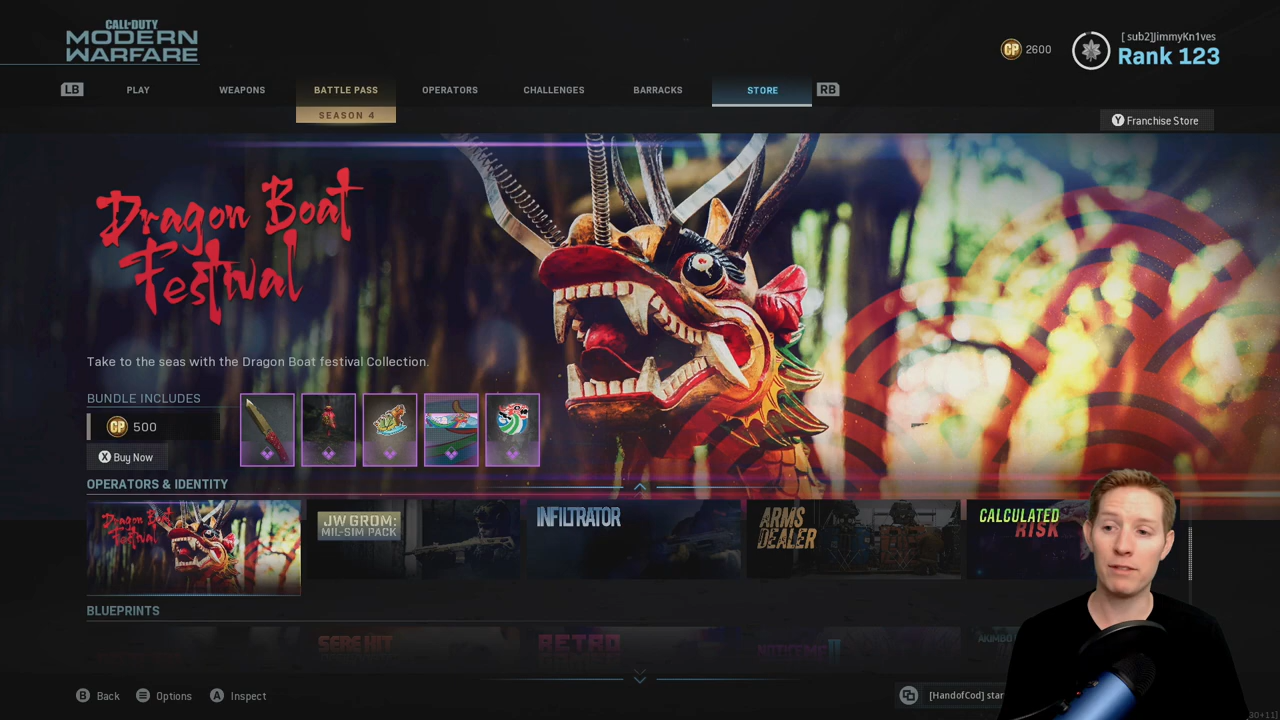 CALL·DUTY
MODERN
WARFARE
CP 2600
[ sub2]JimmyKn1ves
Rank 123
LB
PLAY
WEAPONS
BATTLE PASS
OPERATORS
CHALLENGES
BARRACKS
STORE
RB
SEASON 4
Y Franchise Store
Dragon Boat
Festival
Take to the seas with the Dragon Boat festival Collection.
BUNDLE INCLUDES
CP 500
X Buy Now
OPERATORS & IDENTITY
Dragon Boat
Festival
JW GROM:
MIL-SIM PACK
INFILTRATOR
ARMS
DEALER
CALCULATED
RISK
BLUEPRINTS
RETRO
B Back
Options
A Inspect
[HandofCod] star